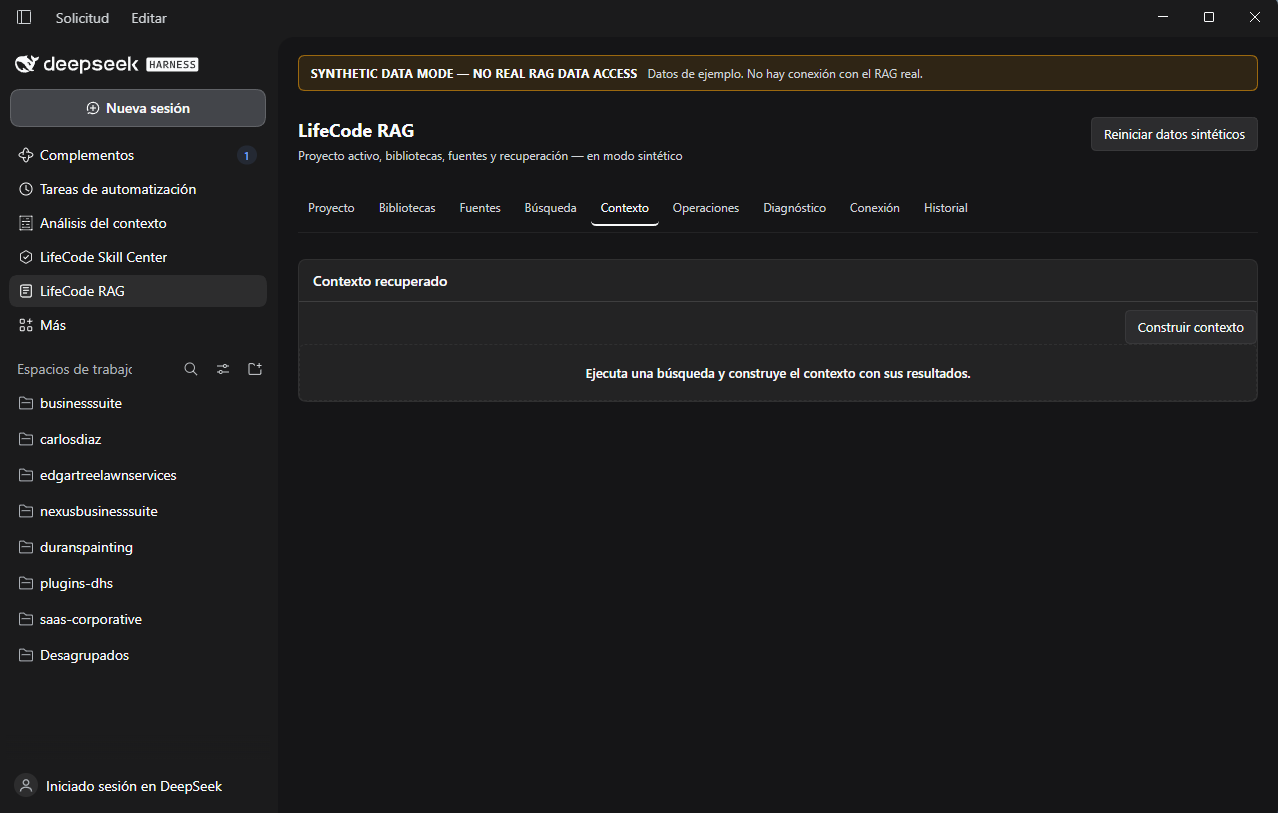 Solicitud Editar
deepseek HARNESS
Nueva sesión
Complementos 1
Tareas de automatización
Análisis del contexto
LifeCode Skill Center
LifeCode RAG
Más
Espacios de trabajo
businesssuite
carlosdiaz
edgartreelawnservices
nexusbusinesssuite
duranspainting
plugins-dhs
saas-corporative
Desagrupados
Iniciado sesión en DeepSeek
SYNTHETIC DATA MODE — NO REAL RAG DATA ACCESS Datos de ejemplo. No hay conexión con el RAG real.
LifeCode RAG
Proyecto activo, bibliotecas, fuentes y recuperación — en modo sintético
Reiniciar datos sintéticos
Proyecto Bibliotecas Fuentes Búsqueda Contexto Operaciones Diagnóstico Conexión Historial
Contexto recuperado
Construir contexto
Ejecuta una búsqueda y construye el contexto con sus resultados.